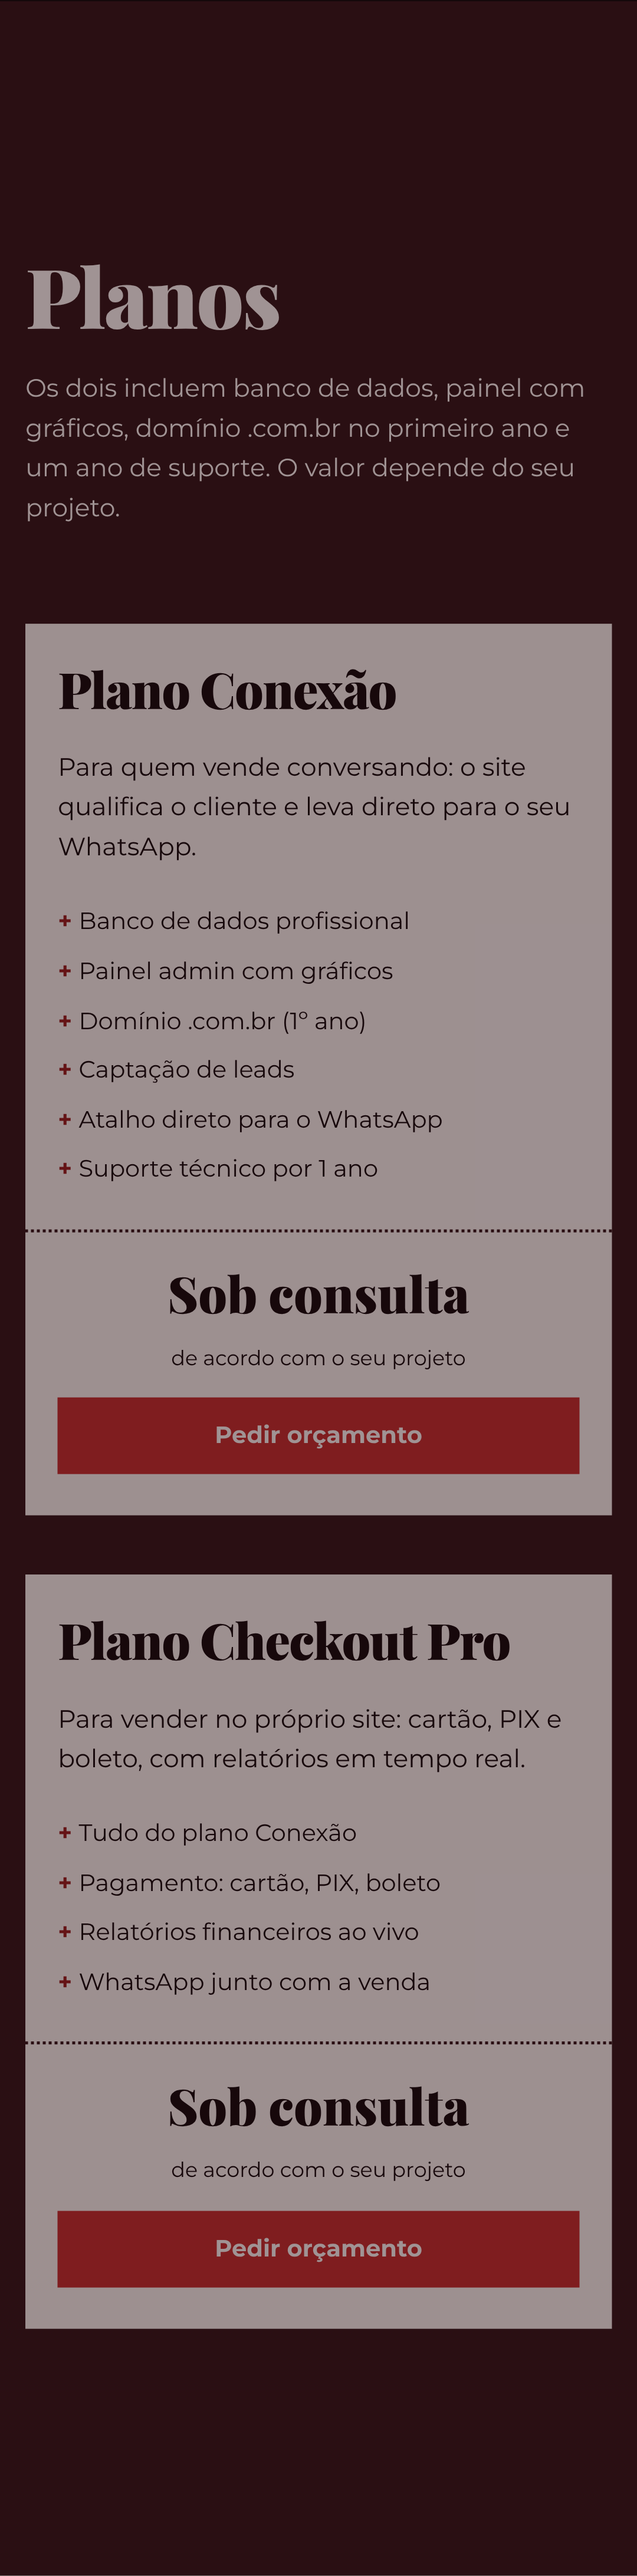 Planos
Os dois incluem banco de dados, painel com
gráficos, domínio .com.br no primeiro ano e
um ano de suporte. O valor depende do seu
projeto.
Plano Conexão
Para quem vende conversando: o site
qualifica o cliente e leva direto para o seu
WhatsApp.
+ Banco de dados profissional
+ Painel admin com gráficos
+ Domínio .com.br (1º ano)
+ Captação de leads
+ Atalho direto para o WhatsApp
+ Suporte técnico por 1 ano
Sob consulta
de acordo com o seu projeto
Pedir orçamento
Plano Checkout Pro
Para vender no próprio site: cartão, PIX e
boleto, com relatórios em tempo real.
+ Tudo do plano Conexão
+ Pagamento: cartão, PIX, boleto
+ Relatórios financeiros ao vivo
+ WhatsApp junto com a venda
Sob consulta
de acordo com o seu projeto
Pedir orçamento